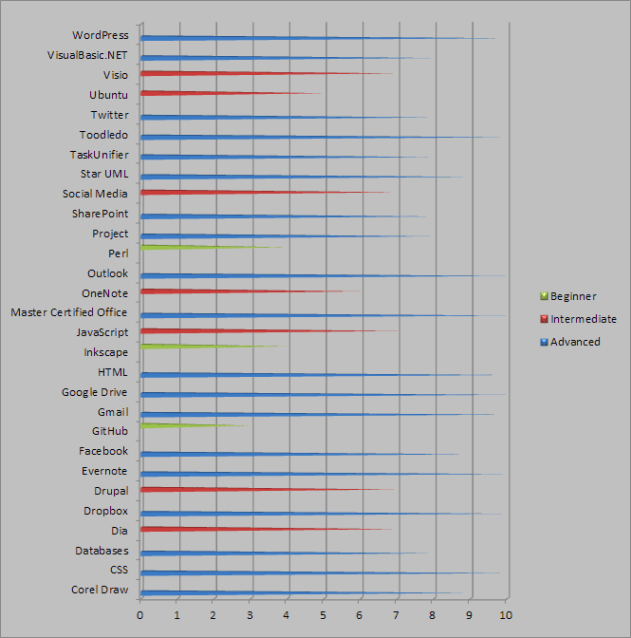 WordPress
VisualBasic.NET
Visio
Ubuntu
Twitter
Toodledo
TaskUnifier
Star UML
Social Media
SharePoint
Project
Perl
Outlook
OneNote
Master Certified Office
JavaScript
Inkscape
HTML
Google Drive
Gmail
GitHub
Facebook
Evernote
Drupal
Dropbox
Dia
Databases
CSS
Corel Draw
0 1 2 3 4 5 6 7 8 9 10
Beginner
Intermediate
Advanced